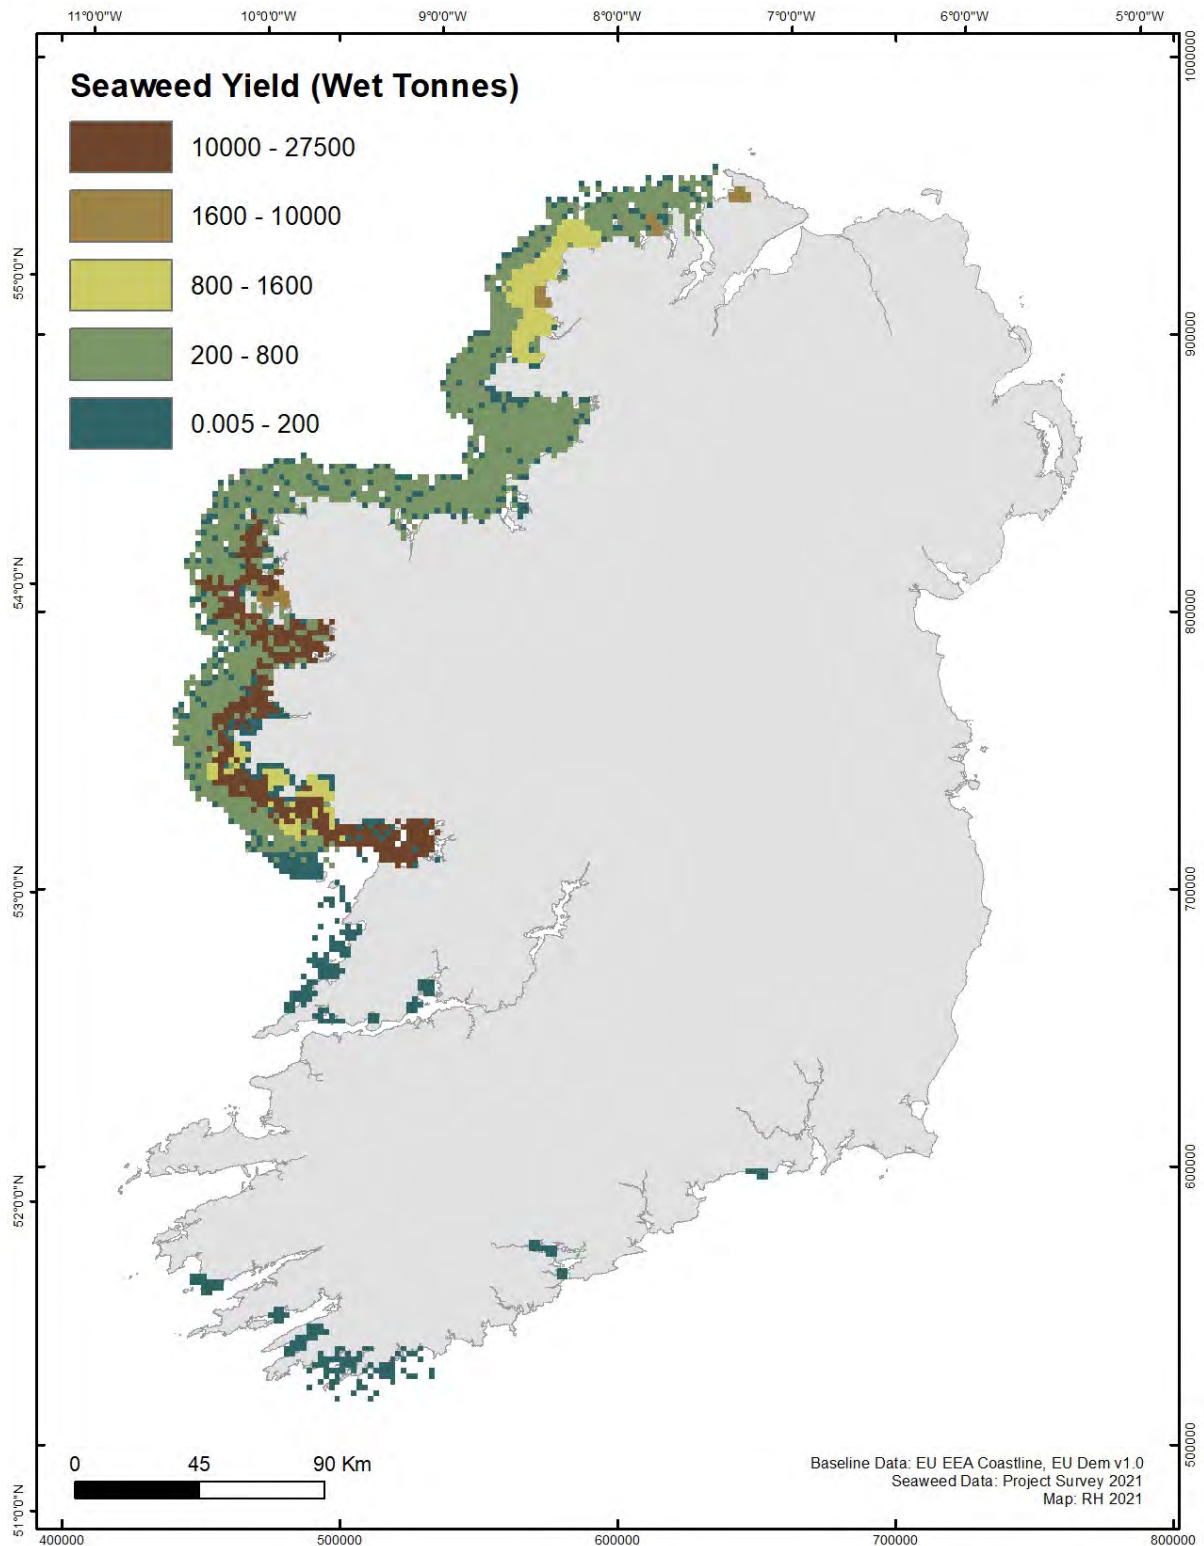 11°0'0"W 10°0'0"W 9°0'0"W 8°0'0"W 7°0'0"W 6°0'0"W 5°0'0"W
Seaweed Yield (Wet Tonnes)
10000 - 27500
1600 - 10000
800 - 1600
200 - 800
0.005 - 200
55°0'0"N
54°0'0"N
53°0'0"N
52°0'0"N
51°0'0"N
1000000
900000
800000
700000
600000
500000
0 45 90 Km
Baseline Data: EU EEA Coastline, EU Dem v1.0
Seaweed Data: Project Survey 2021
Map: RH 2021
400000 500000 600000 700000 800000